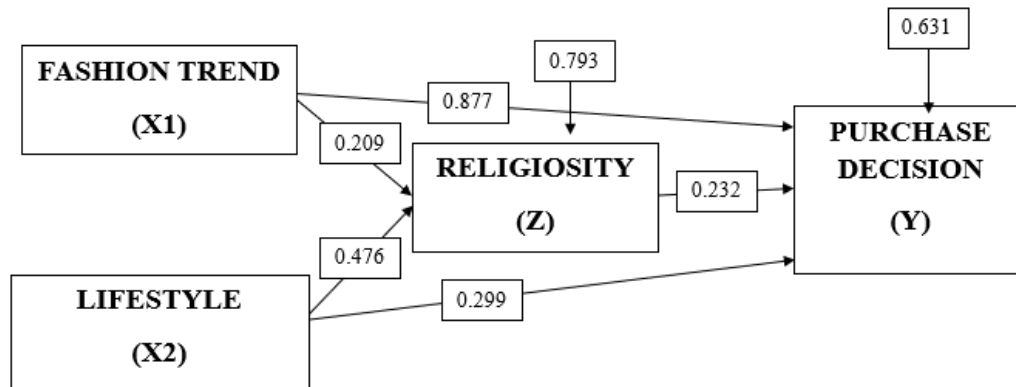 0.631
0.793
FASHION TREND
(X1)
0.877
0.209
PURCHASE
DECISION
(Y)
RELIGIOSITY
(Z)
0.232
0.476
LIFESTYLE
(X2)
0.299